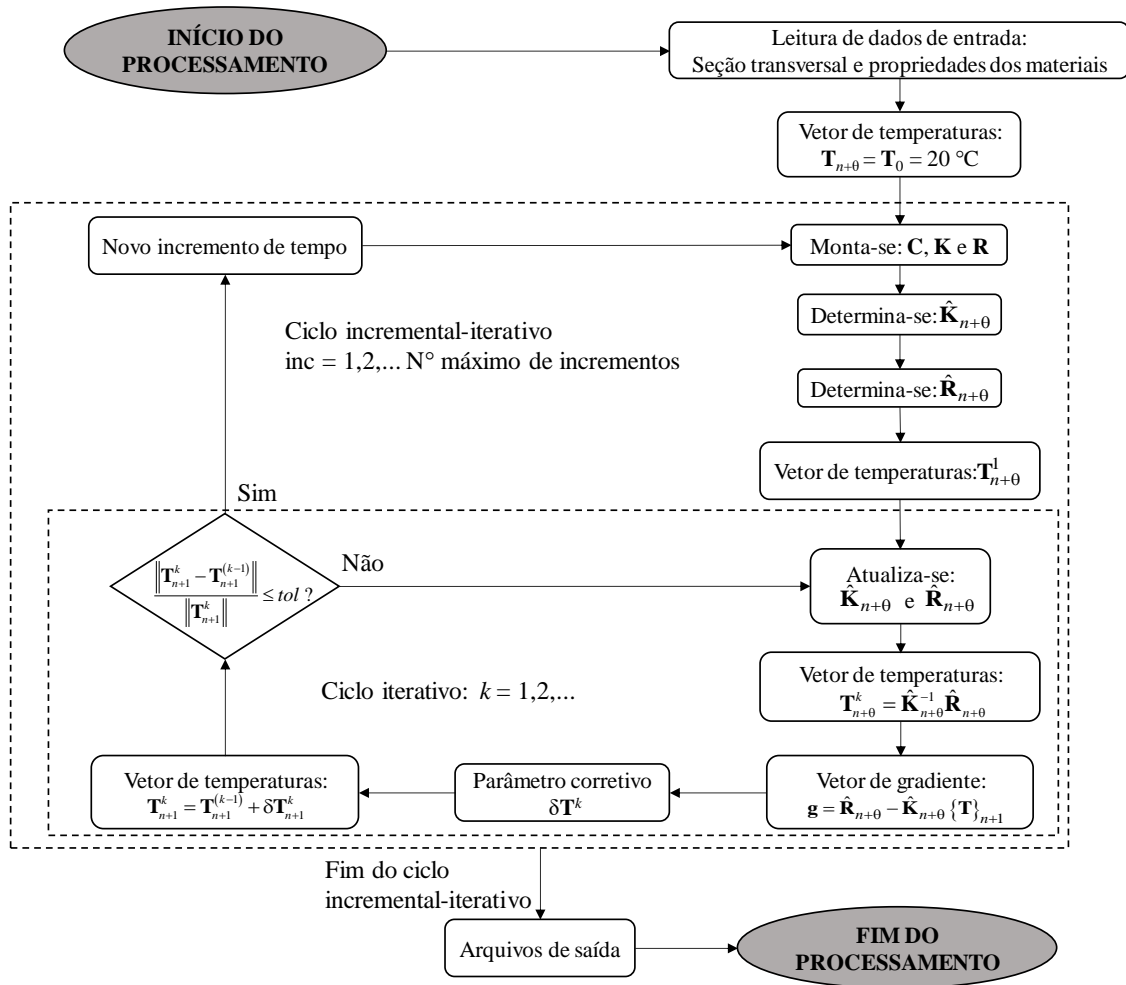 INÍCIO DO
PROCESSAMENTO
Leitura de dados de entrada:
Seção transversal e propriedades dos materiais
Vetor de temperaturas:
T_{n+θ} = T_0 = 20 °C
Novo incremento de tempo
Monta-se: C, K e R
Ciclo incremental-iterativo
inc = 1,2,... N° máximo de incrementos
Determina-se: K̂_{n+θ}
Determina-se: R̂_{n+θ}
Vetor de temperaturas: T^1_{n+θ}
Sim
‖T^k_{n+1} − T^{(k-1)}_{n+1}‖ / ‖T^k_{n+1}‖ ≤ tol ?
Não
Atualiza-se:
K̂_{n+θ} e R̂_{n+θ}
Ciclo iterativo: k = 1,2,...
Vetor de temperaturas:
T^k_{n+θ} = K̂^{-1}_{n+θ} R̂_{n+θ}
Vetor de temperaturas:
T^k_{n+1} = T^{(k-1)}_{n+1} + δT^k_{n+1}
Parâmetro corretivo
δT^k
Vetor de gradiente:
g = R̂_{n+θ} − K̂_{n+θ} {T}_{n+1}
Fim do ciclo
incremental-iterativo
Arquivos de saída
FIM DO
PROCESSAMENTO